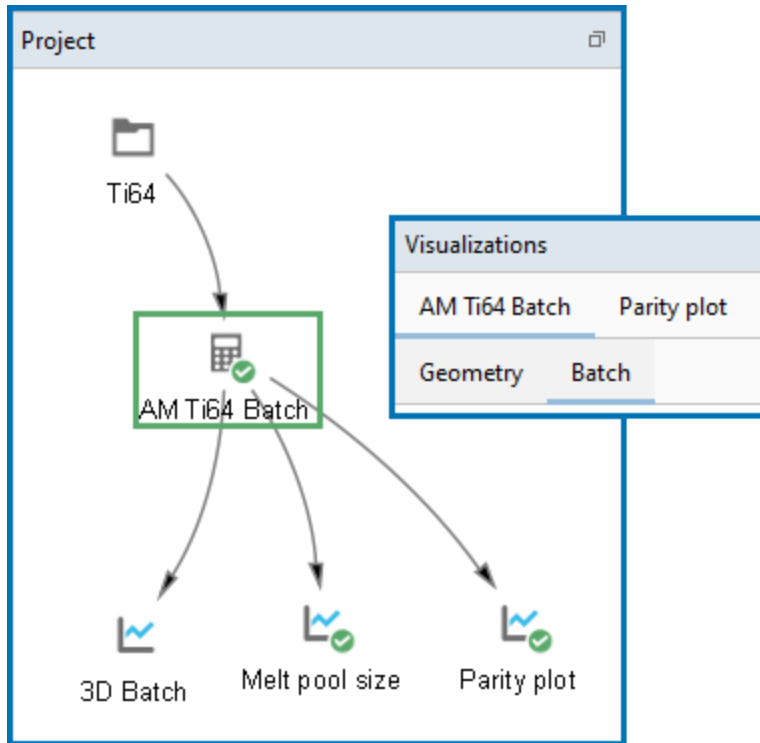 Project
Ti64
Visualizations
AM Ti64 Batch Parity plot
Geometry Batch
AM Ti64 Batch
3D Batch
Melt pool size
Parity plot